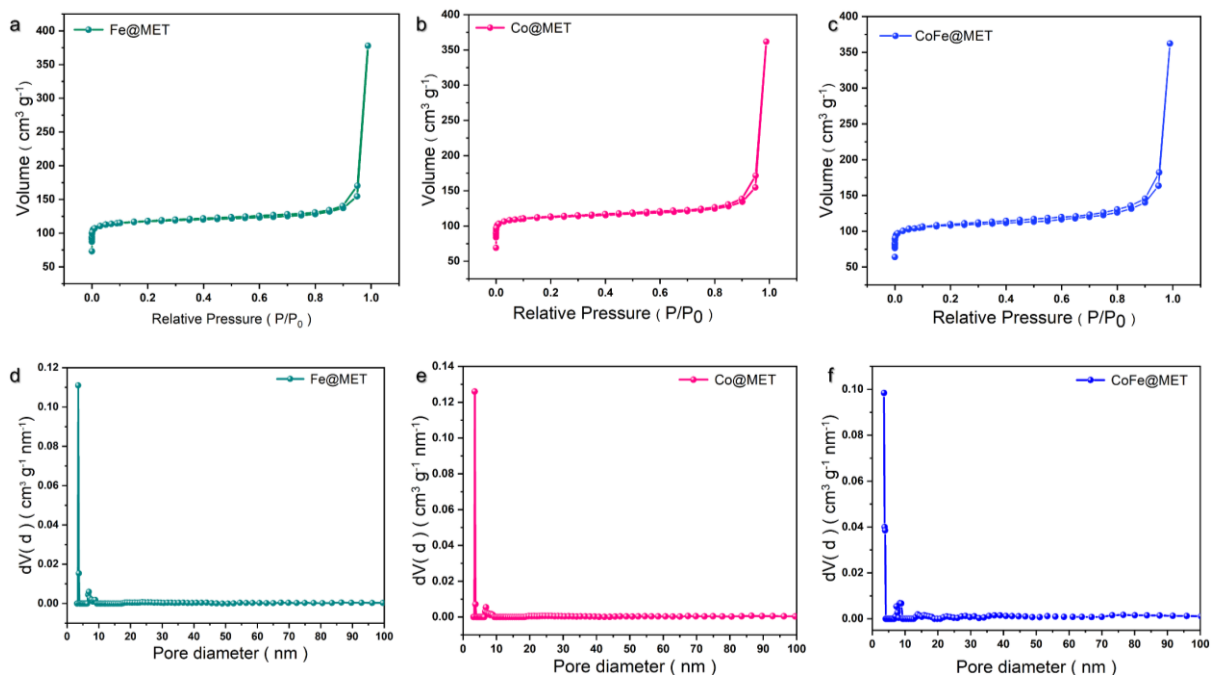 a
Fe@MET
400
350
300
250
200
150
100
50
Volume ( cm³ g⁻¹)
0.0 0.2 0.4 0.6 0.8 1.0
Relative Pressure ( P/P₀ )
b
Co@MET
400
350
300
250
200
150
100
50
Volume ( cm³ g⁻¹)
0.0 0.2 0.4 0.6 0.8 1.0
Relative Pressure ( P/P₀ )
c
CoFe@MET
400
350
300
250
200
150
100
50
Volume ( cm³ g⁻¹)
0.0 0.2 0.4 0.6 0.8 1.0
Relative Pressure ( P/P₀ )
d
Fe@MET
0.12
0.10
0.08
0.06
0.04
0.02
0.00
dV( d ) ( cm³ g⁻¹ nm⁻¹)
0 10 20 30 40 50 60 70 80 90 100
Pore diameter ( nm )
e
Co@MET
0.14
0.12
0.10
0.08
0.06
0.04
0.02
0.00
dV( d ) ( cm³ g⁻¹ nm⁻¹)
0 10 20 30 40 50 60 70 80 90 100
Pore diameter ( nm )
f
CoFe@MET
0.10
0.08
0.06
0.04
0.02
0.00
dV( d ) ( cm³ g⁻¹ nm⁻¹)
0 10 20 30 40 50 60 70 80 90 100
Pore diameter ( nm )